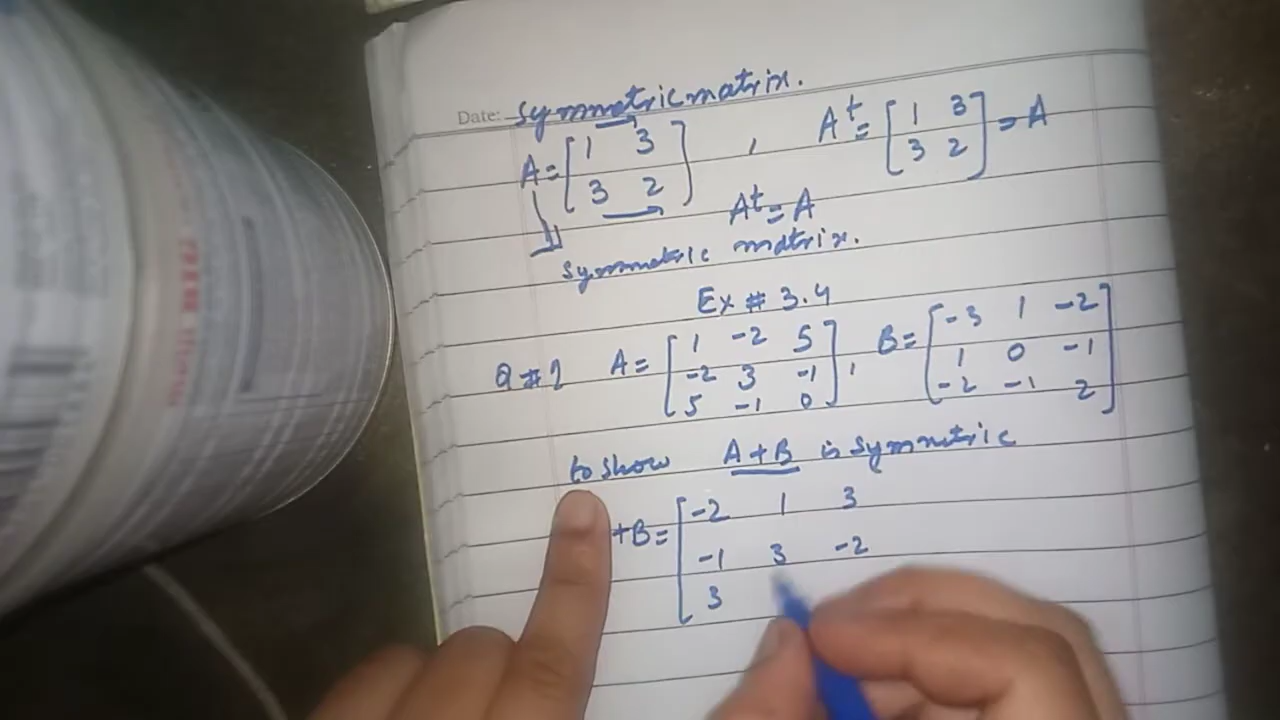 Date: Symmetric matrix.
A = [1 3
3 2] , Aᵗ = [1 3
3 2] = A
Aᵗ = A
Symmetric matrix.
Ex # 3.4
Q # 1 A = [1 -2 5
-2 3 -1
5 -1 0] , B = [-3 1 -2
1 0 -1
-2 -1 2]
to show A + B is symmetric
+B = [-2 1 3
-1 3 -2
3